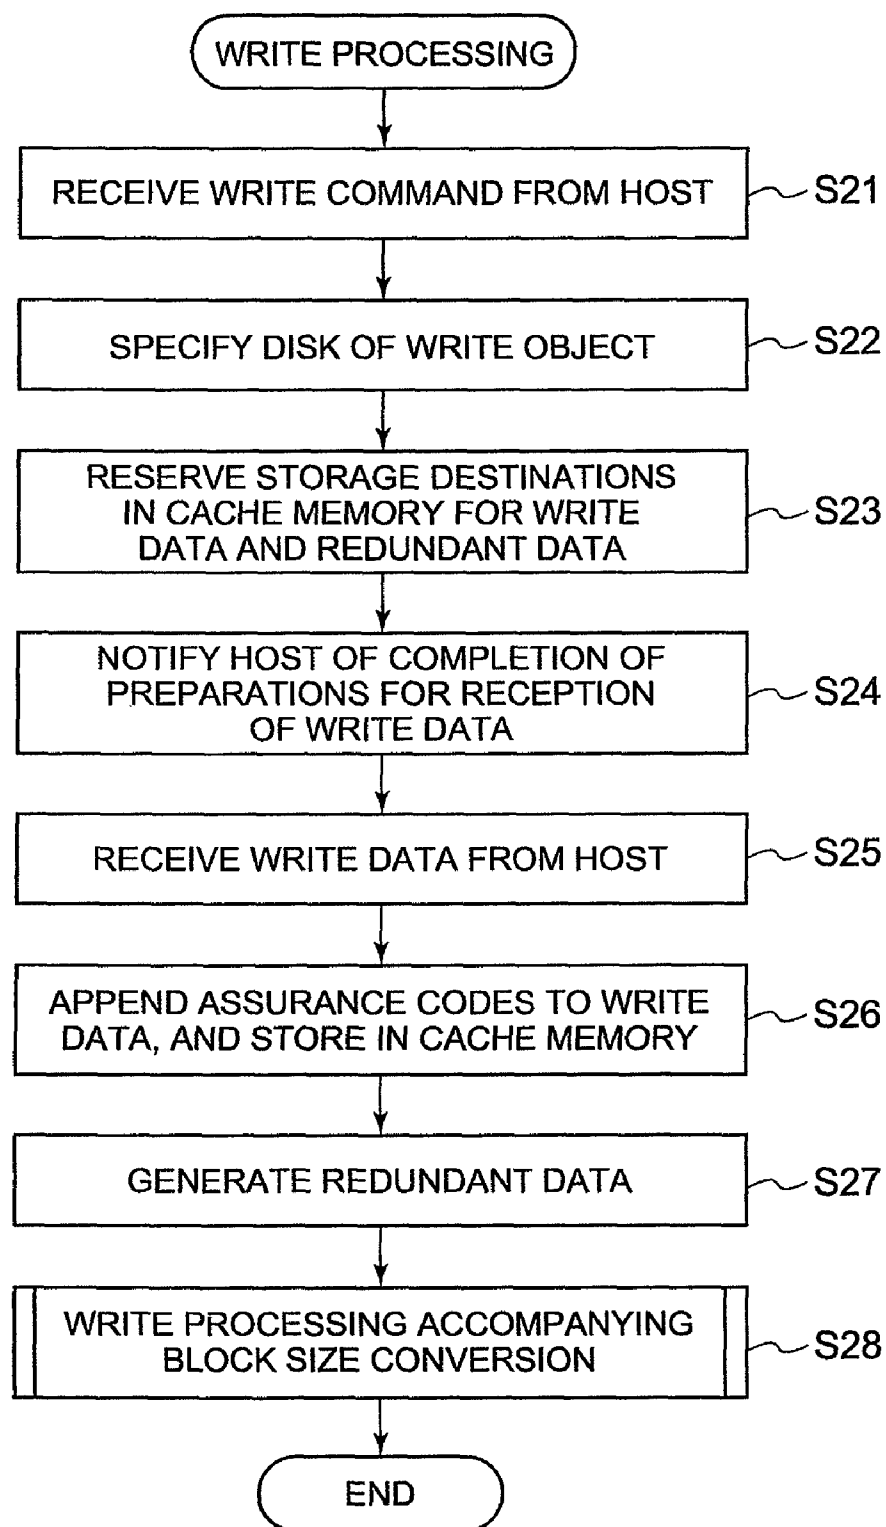 WRITE PROCESSING
RECEIVE WRITE COMMAND FROM HOST
S21
SPECIFY DISK OF WRITE OBJECT
S22
RESERVE STORAGE DESTINATIONS
IN CACHE MEMORY FOR WRITE
DATA AND REDUNDANT DATA
S23
NOTIFY HOST OF COMPLETION OF
PREPARATIONS FOR RECEPTION
OF WRITE DATA
S24
RECEIVE WRITE DATA FROM HOST
S25
APPEND ASSURANCE CODES TO WRITE
DATA, AND STORE IN CACHE MEMORY
S26
GENERATE REDUNDANT DATA
S27
WRITE PROCESSING ACCOMPANYING
BLOCK SIZE CONVERSION
S28
END